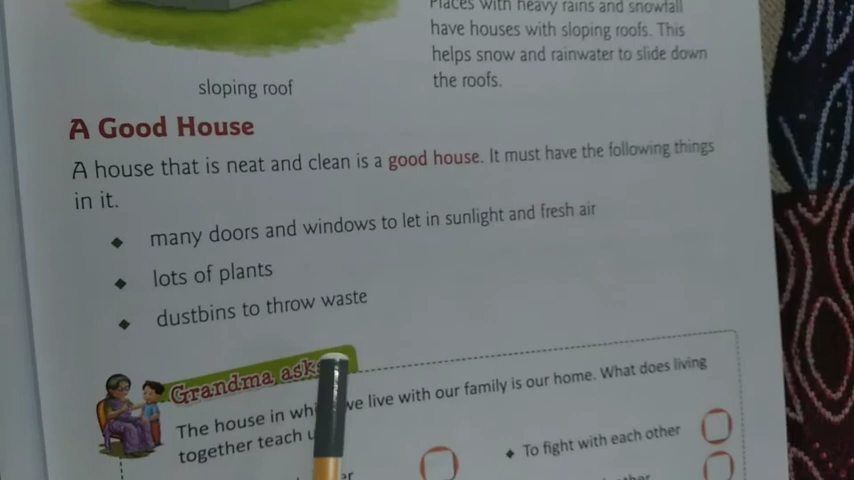 Places with heavy rains and snowfall
have houses with sloping roofs. This
helps snow and rainwater to slide down
the roofs.
sloping roof
A Good House
A house that is neat and clean is a good house. It must have the following things
in it.
◆ many doors and windows to let in sunlight and fresh air
◆ lots of plants
◆ dustbins to throw waste
Grandma asks
The house in we live with our family is our home. What does living
together teach
◆ To fight with each other